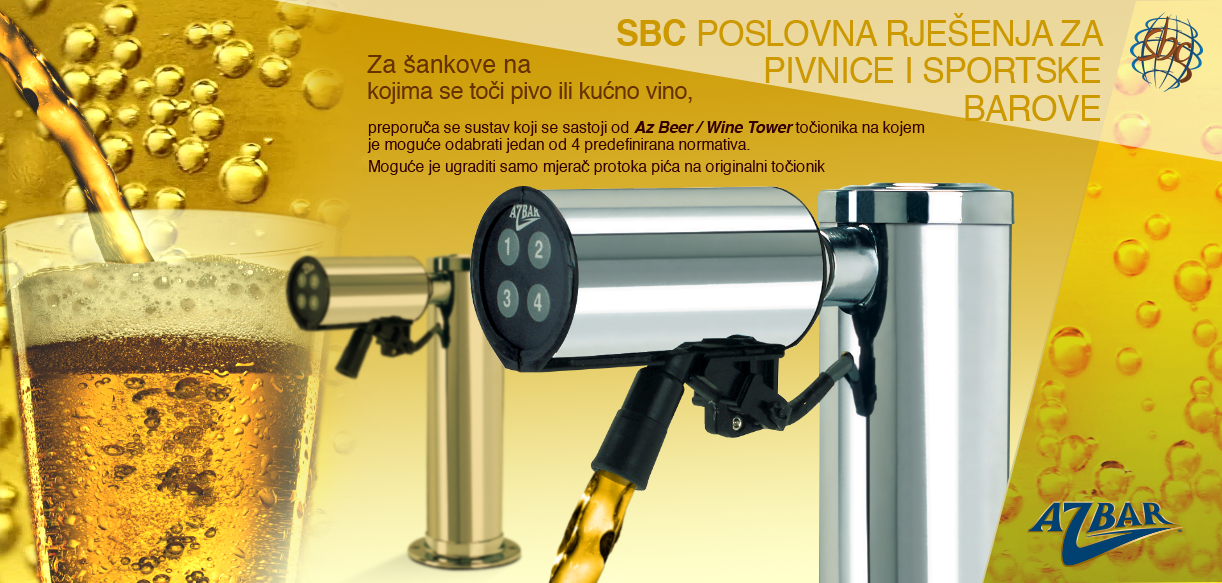 SBC POSLOVNA RJEŠENJA ZA
PIVNICE I SPORTSKE
BAROVE
sbc
Za šankove na
kojima se toči pivo ili kućno vino,
preporuča se sustav koji se sastoji od Az Beer / Wine Tower točionika na kojem
je moguće odabrati jedan od 4 predefinirana normativa.
Moguće je ugraditi samo mjerač protoka pića na originalni točionik
AZBAR
1 2
3 4
AZBAR